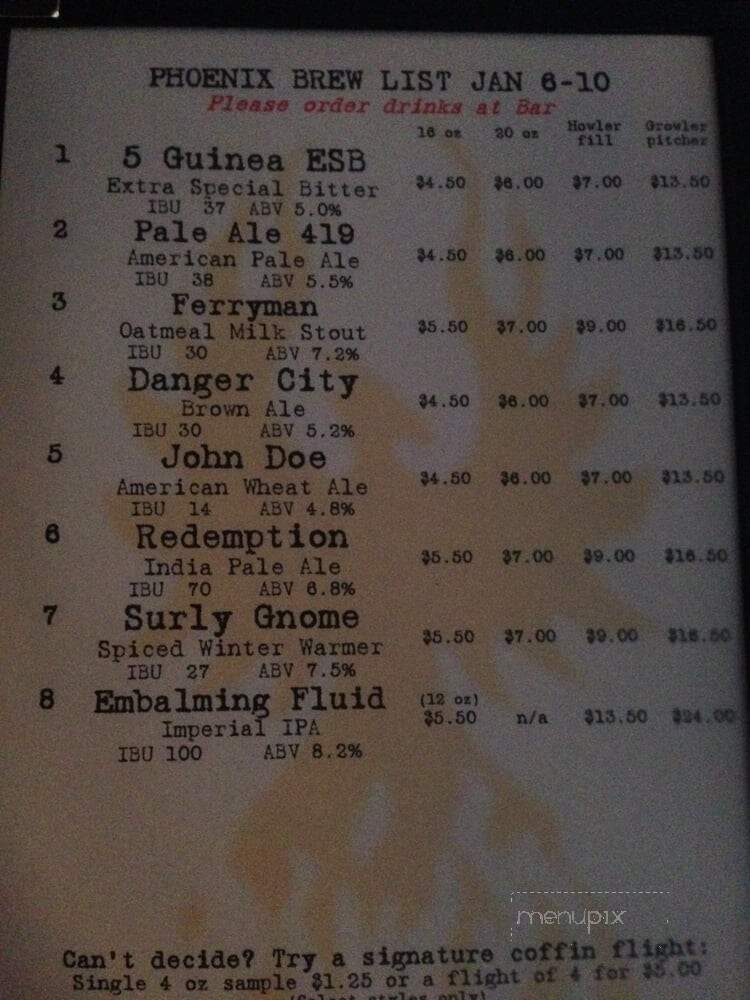 PHOENIX BREW LIST JAN 6-10
Please order drinks at Bar
16 oz 20 oz Howler fill Growler pitcher
1 5 Guinea ESB
Extra Special Bitter $4.50 $6.00 $7.00 $13.50
IBU 37 ABV 5.0%
2 Pale Ale 419
American Pale Ale $4.50 $6.00 $7.00 $13.50
IBU 38 ABV 5.5%
3 Ferryman
Oatmeal Milk Stout $5.50 $7.00 $9.00 $16.50
IBU 30 ABV 7.2%
4 Danger City
Brown Ale $4.50 $6.00 $7.00 $13.50
IBU 30 ABV 5.2%
5 John Doe
American Wheat Ale $4.50 $6.00 $7.00 $13.50
IBU 14 ABV 4.8%
6 Redemption
India Pale Ale $5.50 $7.00 $9.00 $16.50
IBU 70 ABV 6.8%
7 Surly Gnome
Spiced Winter Warmer $5.50 $7.00 $9.00 $16.50
IBU 27 ABV 7.5%
8 Embalming Fluid (12 oz)
Imperial IPA $5.50 n/a $13.50 $24.00
IBU 100 ABV 8.2%
menupix
Can't decide? Try a signature coffin flight:
Single 4 oz sample $1.25 or a flight of 4 for $5.00
(Select styles only)